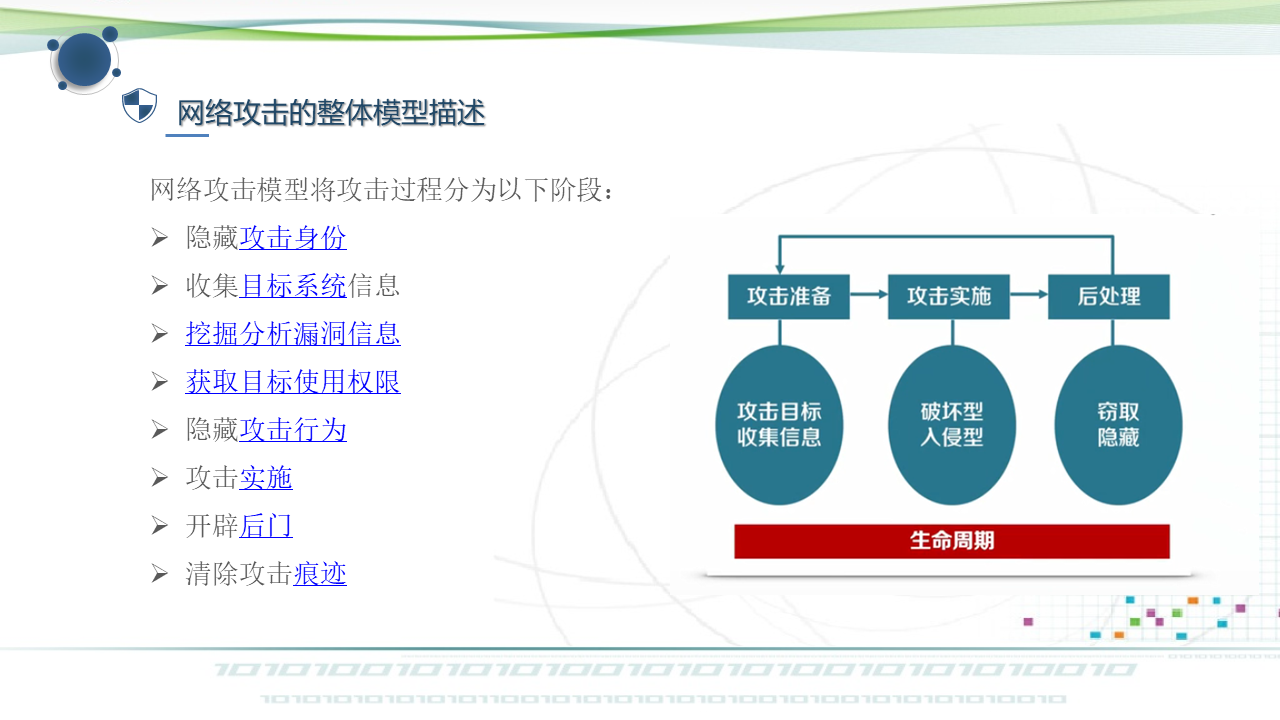 网络攻击的整体模型描述
网络攻击模型将攻击过程分为以下阶段：
隐藏攻击身份
收集目标系统信息
挖掘分析漏洞信息
获取目标使用权限
隐藏攻击行为
攻击实施
开辟后门
清除攻击痕迹
攻击准备
攻击实施
后处理
攻击目标
收集信息
破坏型
入侵型
窃取
隐藏
生命周期
101010010101010101001010101010101010010